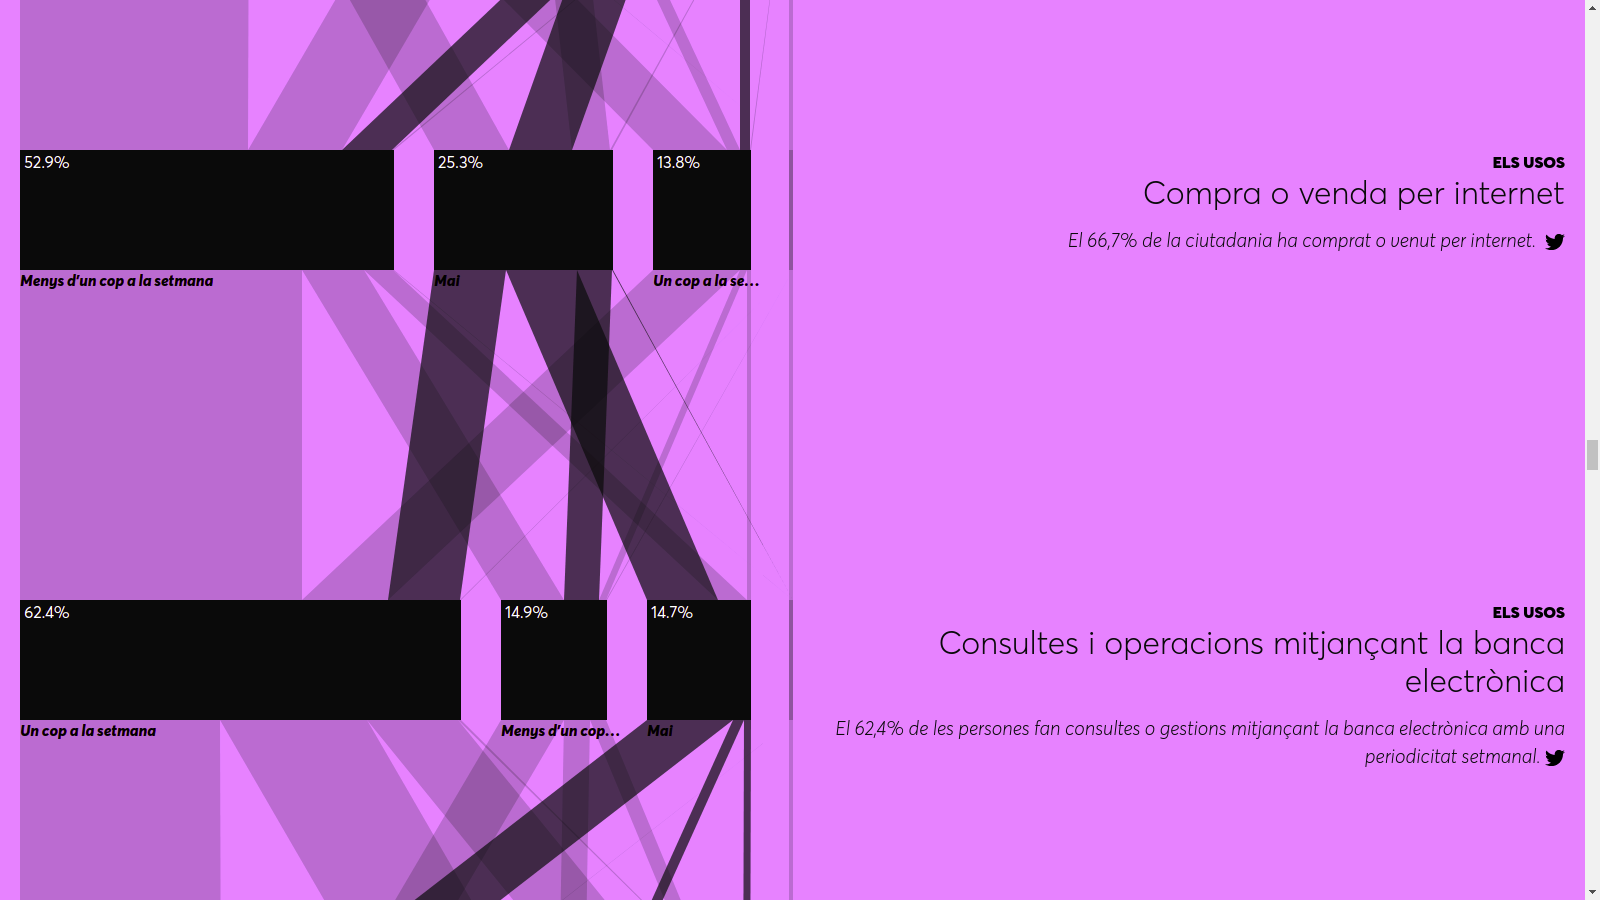 52.9%
25.3%
13.8%
Menys d'un cop a la setmana
Mai
Un cop a la se…
ELS USOS
Compra o venda per internet
El 66,7% de la ciutadania ha comprat o venut per internet.
62.4%
14.9%
14.7%
Un cop a la setmana
Menys d'un cop…
Mai
ELS USOS
Consultes i operacions mitjançant la banca
electrònica
El 62,4% de les persones fan consultes o gestions mitjançant la banca electrònica amb una
periodicitat setmanal.